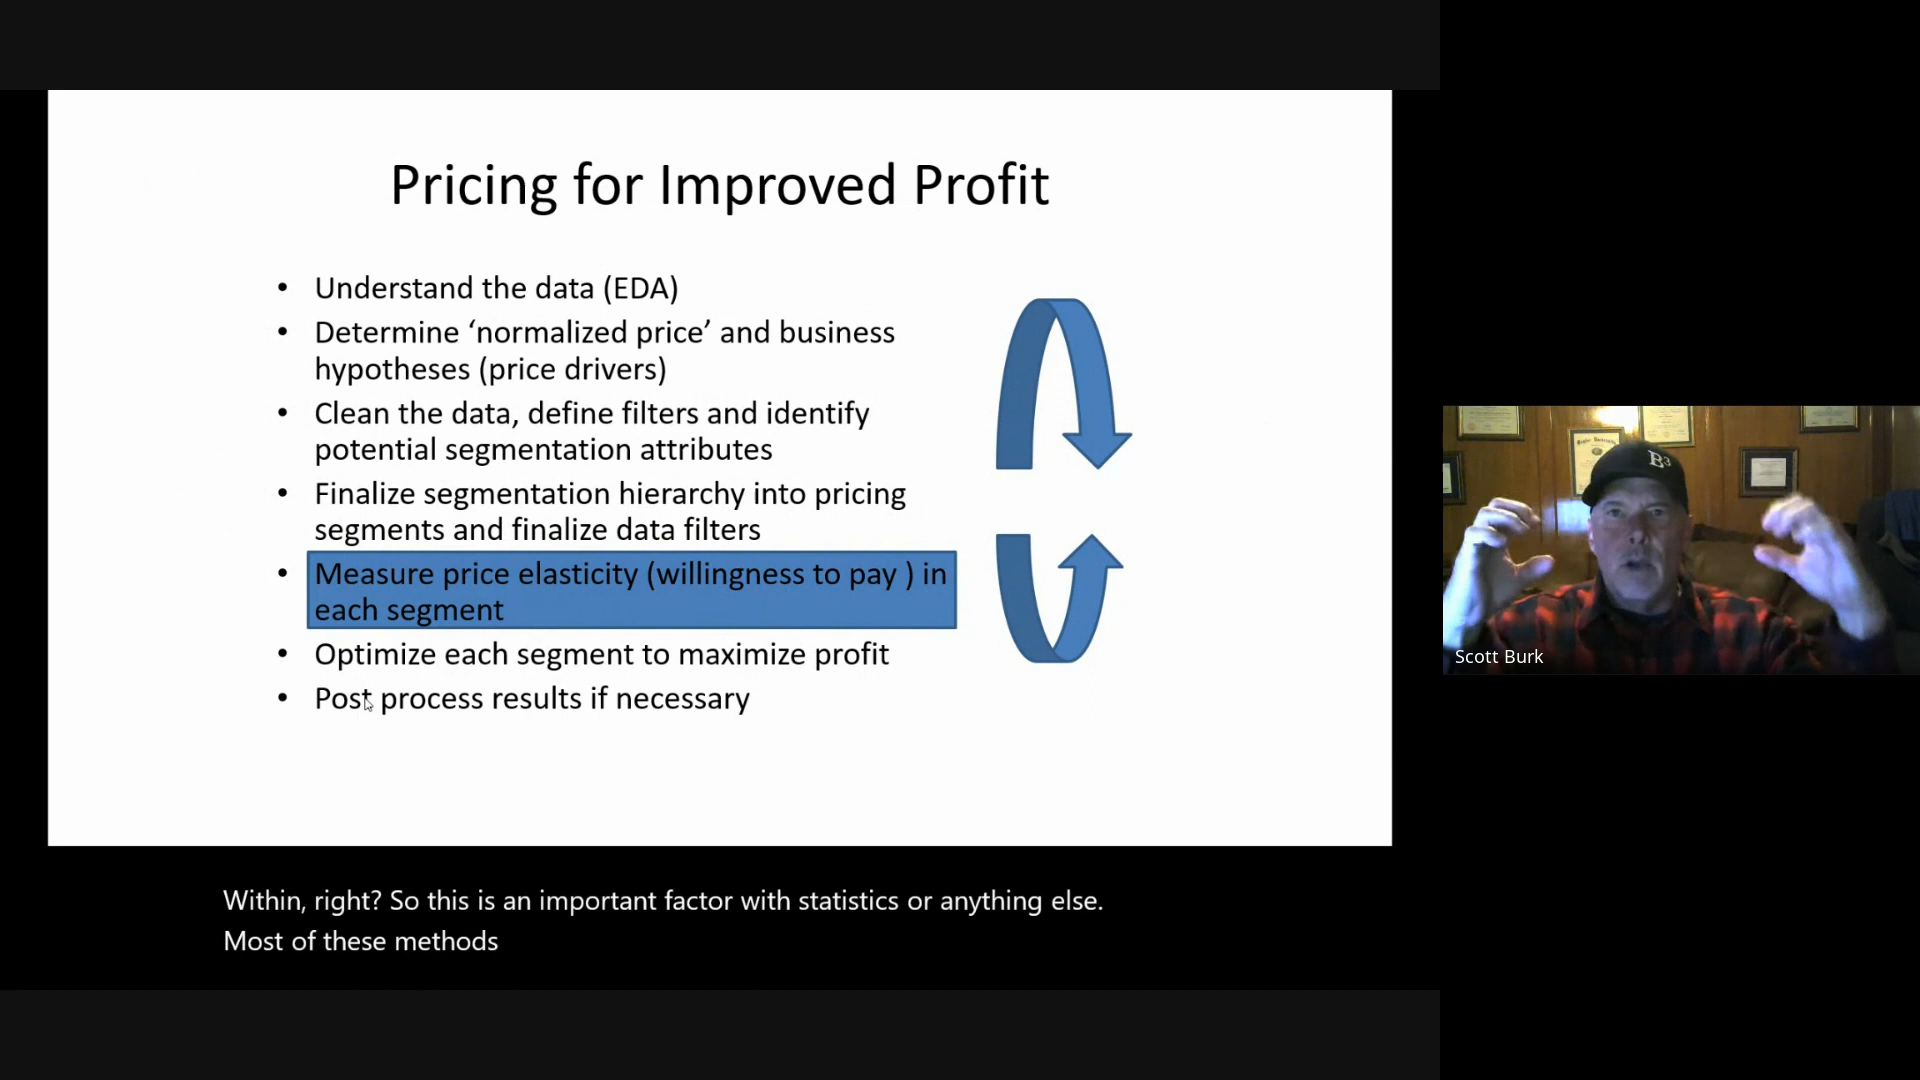 Pricing for Improved Profit
• Understand the data (EDA)
• Determine ‘normalized price’ and business
hypotheses (price drivers)
• Clean the data, define filters and identify
potential segmentation attributes
• Finalize segmentation hierarchy into pricing
segments and finalize data filters
• Measure price elasticity (willingness to pay ) in
each segment
• Optimize each segment to maximize profit
• Post process results if necessary
B3
Scott Burk
Within, right? So this is an important factor with statistics or anything else.
Most of these methods